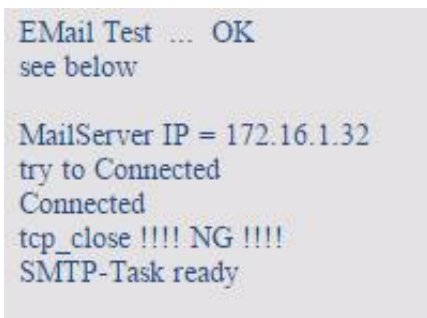 EMail Test ... OK
see below
MailServer IP = 172.16.1.32
try to Connected
Connected
tcp_close !!!! NG !!!!
SMTP-Task ready